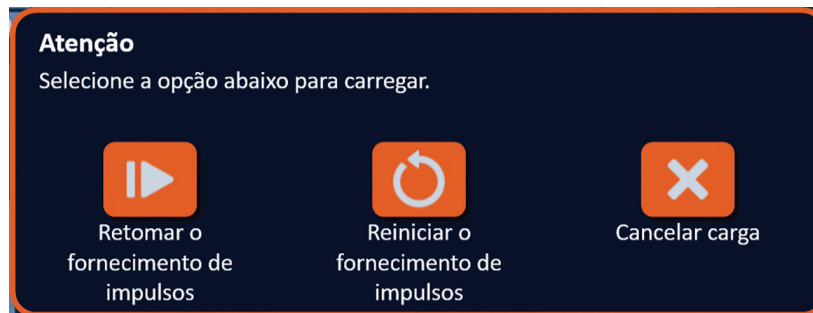 Atenção
Selecione a opção abaixo para carregar.
Retomar o
fornecimento de
impulsos
Reiniciar o
fornecimento de
impulsos
Cancelar carga